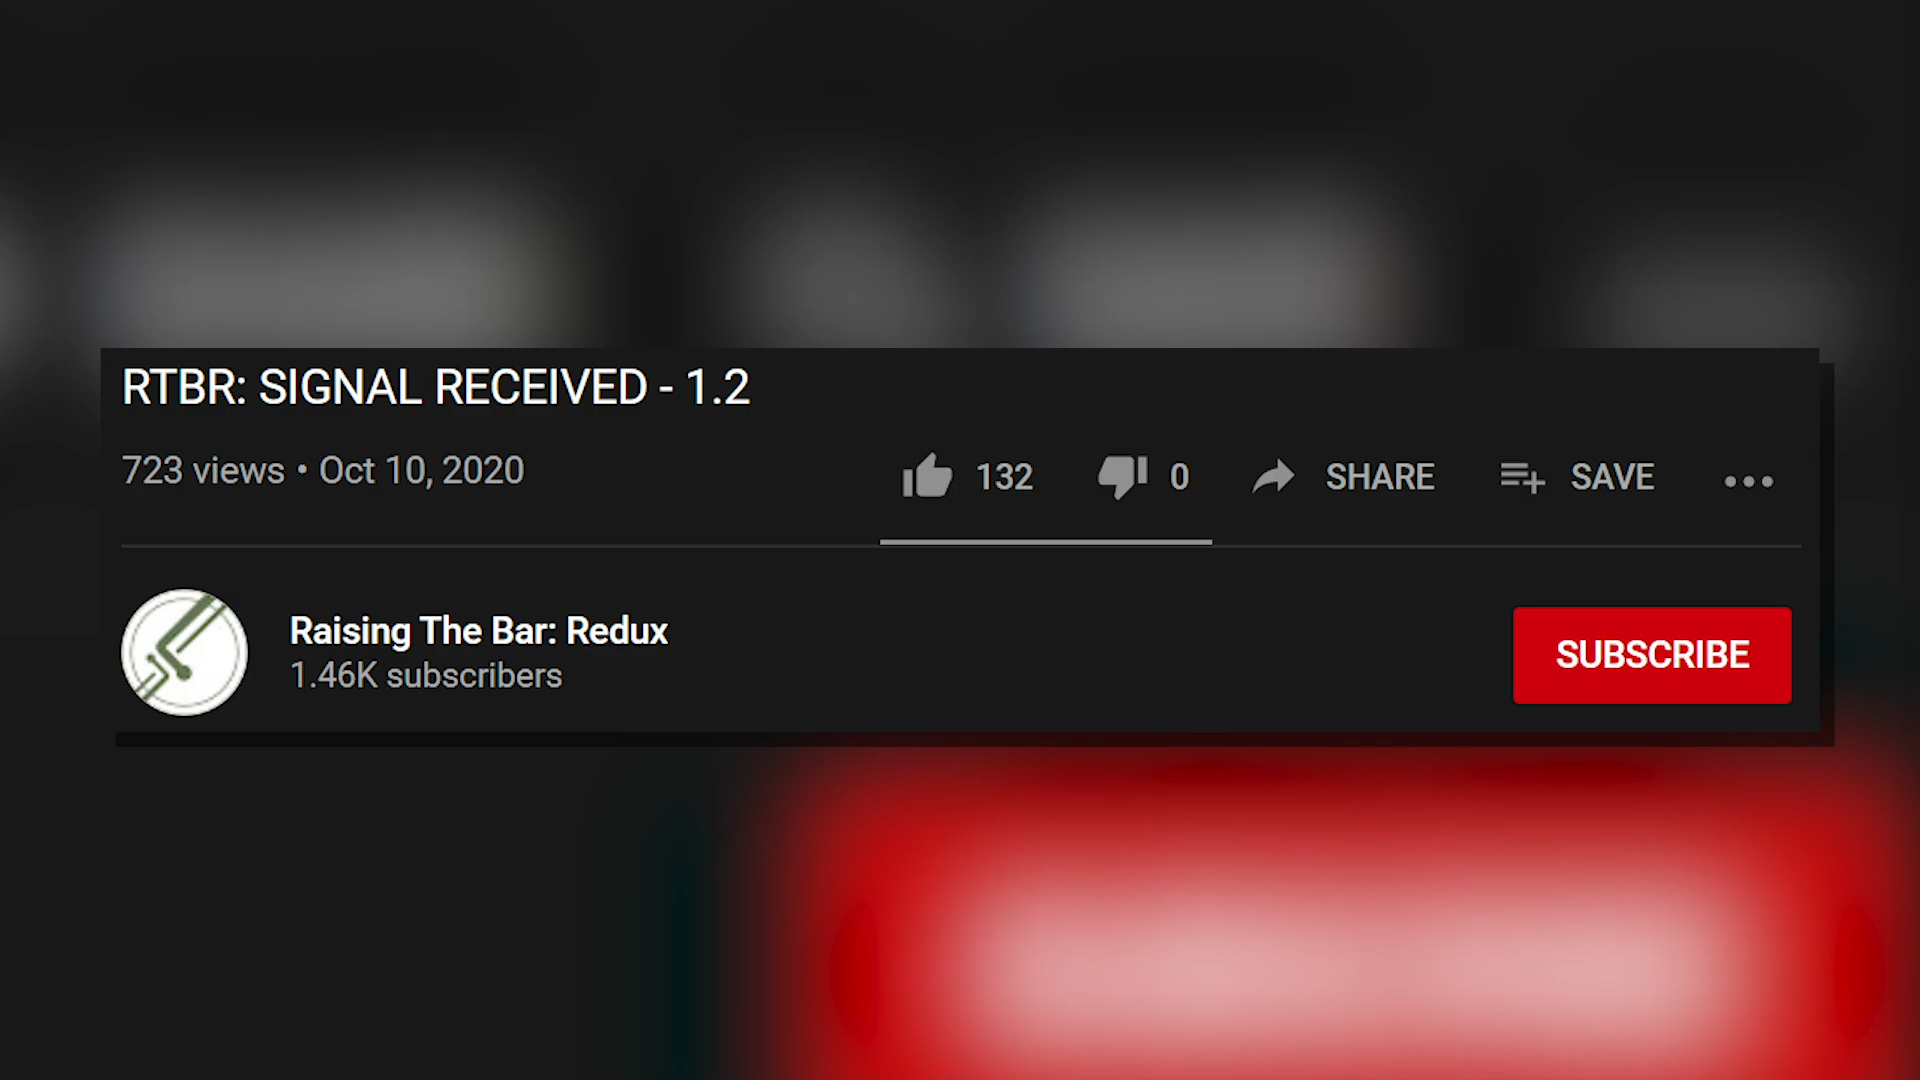 RTBR: SIGNAL RECEIVED - 1.2
723 views • Oct 10, 2020
132 0 SHARE SAVE
Raising The Bar: Redux
1.46K subscribers
SUBSCRIBE